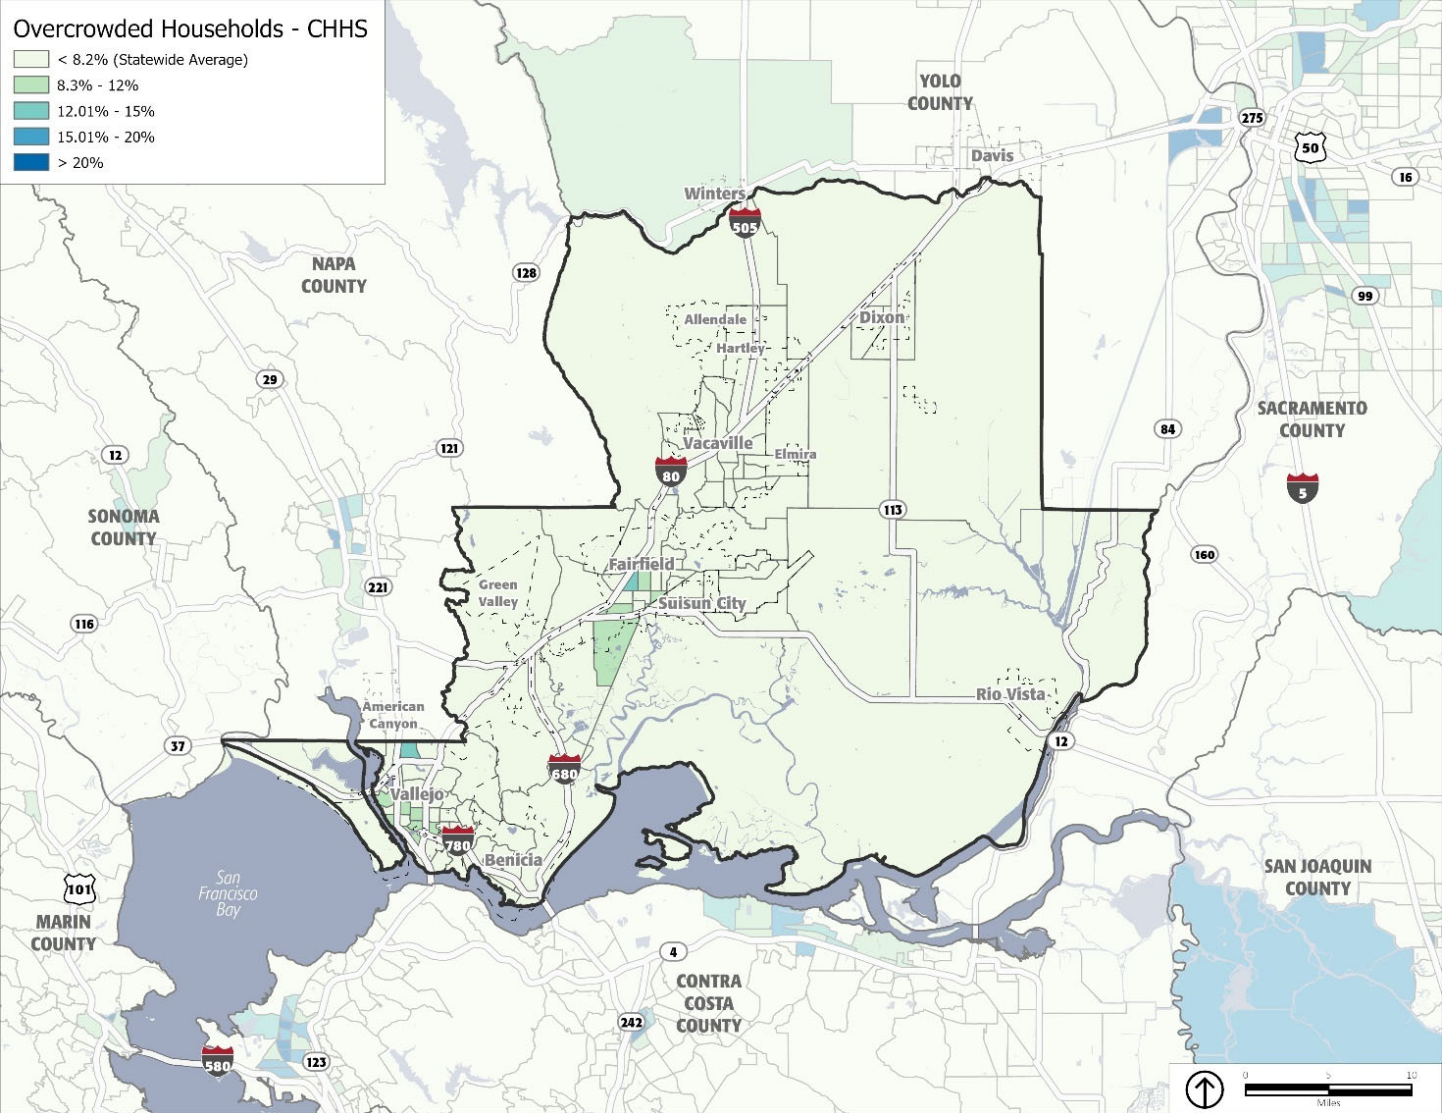 Overcrowded Households - CHHS
< 8.2% (Statewide Average)
8.3% - 12%
12.01% - 15%
15.01% - 20%
> 20%
YOLO
COUNTY
275
50
16
Davis
Winters
505
NAPA
COUNTY
128
99
Allendale
Dixon
Hartley
29
SACRAMENTO
COUNTY
84
12
121
Vacaville
Elmira
80
5
SONOMA
COUNTY
113
160
Fairfield
Green
Valley
221
Suisun City
116
Rio Vista
American
Canyon
37
12
680
Vallejo
780
Benicia
San
Francisco
Bay
101
MARIN
COUNTY
SAN JOAQUIN
COUNTY
4
CONTRA
COSTA
COUNTY
242
580
123
0 5 10
Miles